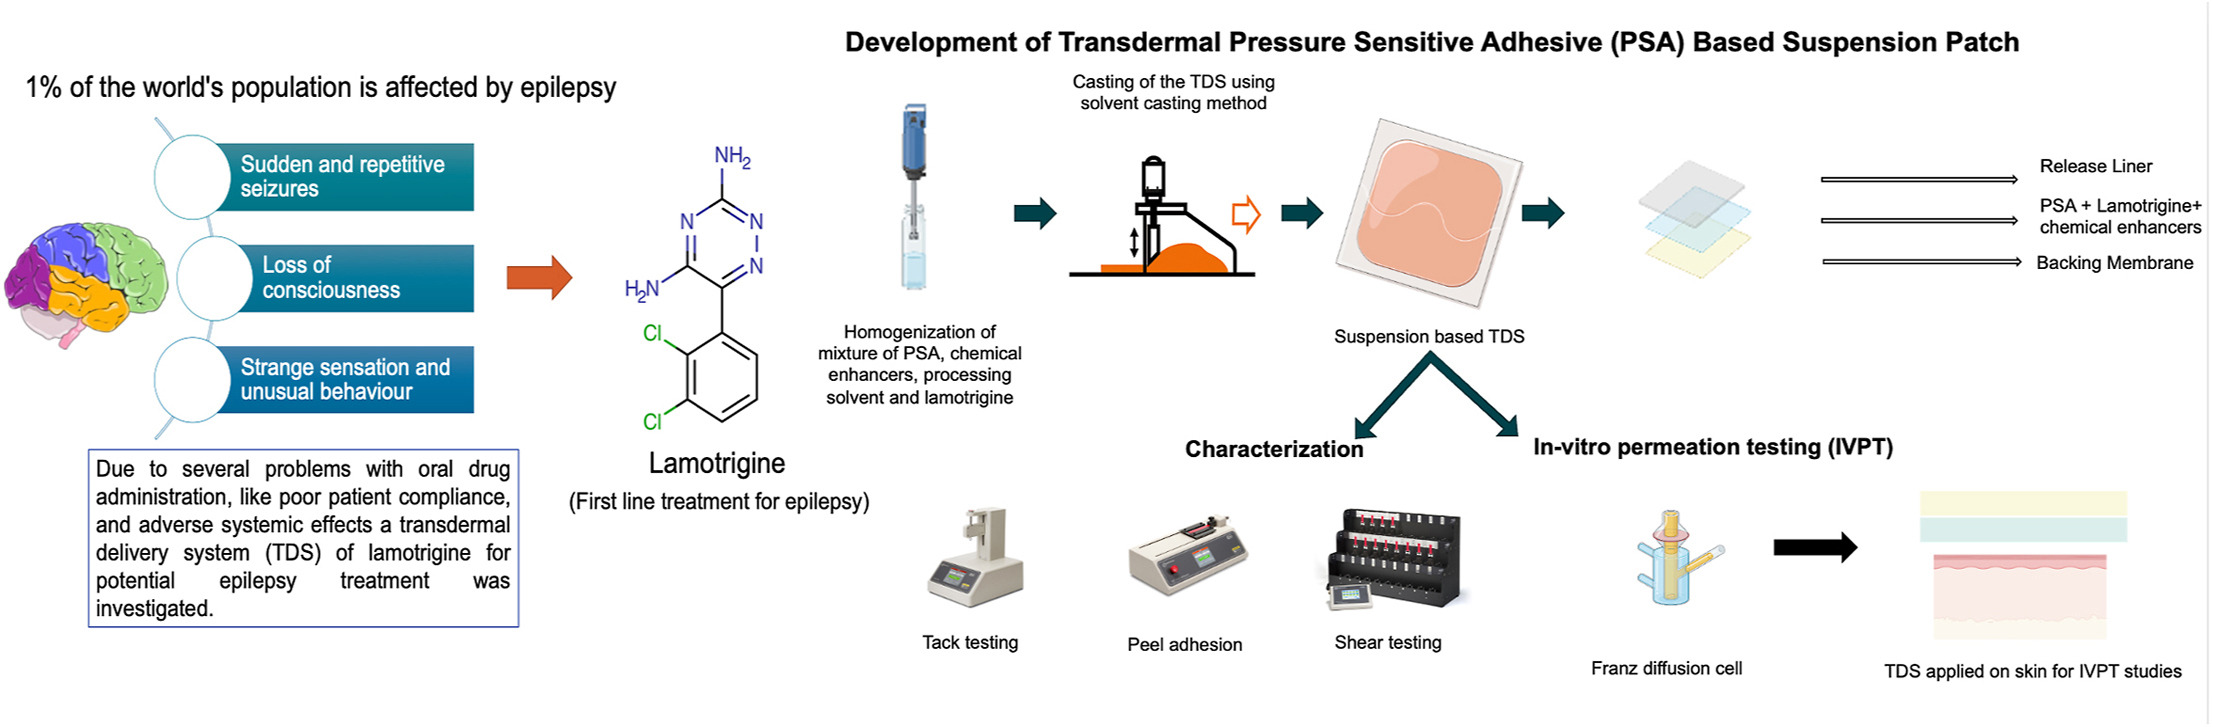 Development of Transdermal Pressure Sensitive Adhesive (PSA) Based Suspension Patch
1% of the world's population is affected by epilepsy
Sudden and repetitive
seizures
Loss of
consciousness
Strange sensation and
unusual behaviour
Due to several problems with oral drug
administration, like poor patient compliance,
and adverse systemic effects a transdermal
delivery system (TDS) of lamotrigine for
potential epilepsy treatment was
investigated.
NH2
N
N
N
N
H2N
Cl
Cl
Lamotrigine
(First line treatment for epilepsy)
Homogenization of
mixture of PSA, chemical
enhancers, processing
solvent and lamotrigine
Casting of the TDS using
solvent casting method
Suspension based TDS
Release Liner
PSA + Lamotrigine+
chemical enhancers
Backing Membrane
Characterization
Tack testing
Peel adhesion
Shear testing
In-vitro permeation testing (IVPT)
Franz diffusion cell
TDS applied on skin for IVPT studies